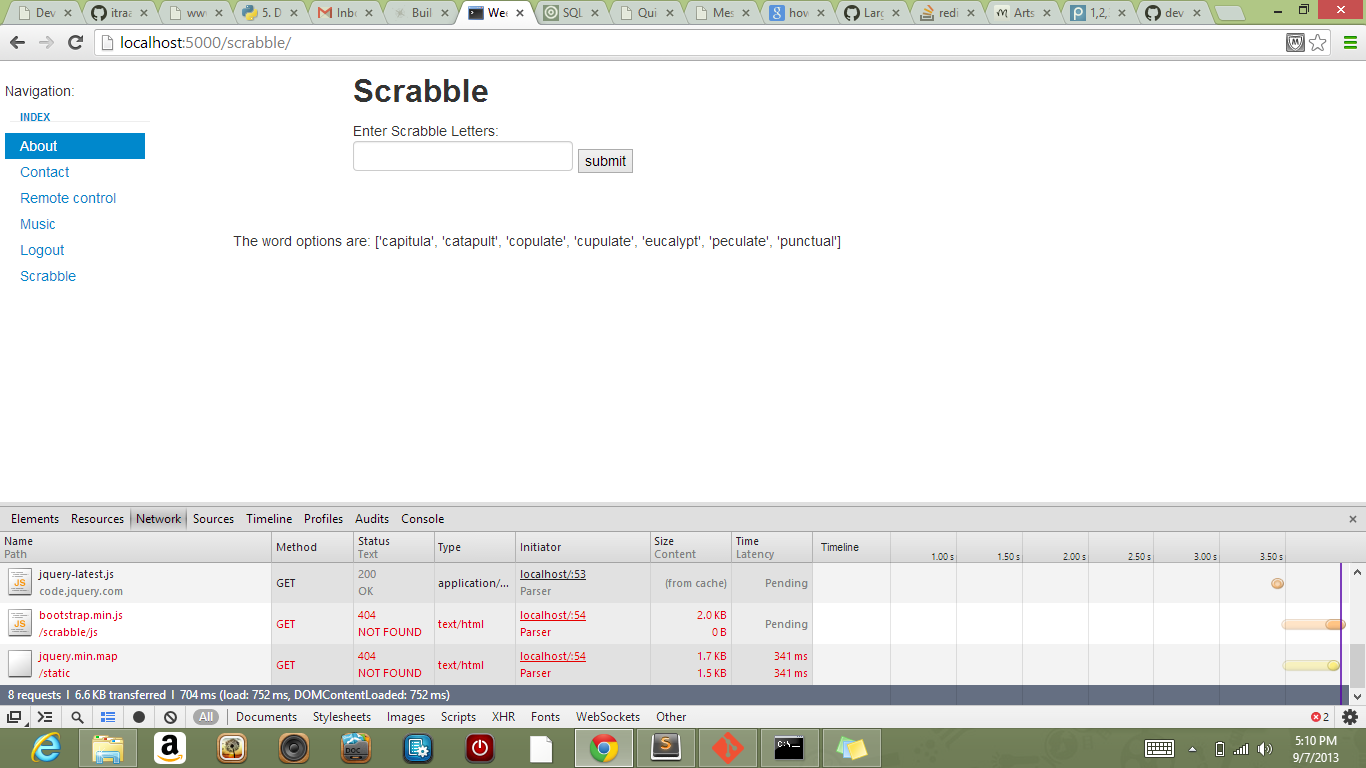 Dev
itraa
www
5. D
Inbo
Buil
Wee
SQL
Qui
Mes
how
Larg
redi
Arts
1,2,
dev
localhost:5000/scrabble/
Navigation:
INDEX
About
Contact
Remote control
Music
Logout
Scrabble
Scrabble
Enter Scrabble Letters:
submit
The word options are: ['capitula', 'catapult', 'copulate', 'cupulate', 'eucalypt', 'peculate', 'punctual']
Elements Resources Network Sources Timeline Profiles Audits Console
Name Method Status Type Initiator Size Time Timeline
Path Text Content Latency
1.00 s 1.50 s 2.00 s 2.50 s 3.00 s 3.50 s
jquery-latest.js GET 200 application/... localhost/:53 (from cache) Pending
code.jquery.com OK Parser
bootstrap.min.js GET 404 text/html localhost/:54 2.0 KB Pending
/scrabble/js NOT FOUND Parser 0 B
jquery.min.map GET 404 text/html localhost/:54 1.7 KB 341 ms
/static NOT FOUND Parser 1.5 KB 341 ms
8 requests | 6.6 KB transferred | 704 ms (load: 752 ms, DOMContentLoaded: 752 ms)
All Documents Stylesheets Images Scripts XHR Fonts WebSockets Other 2
JS
JS
DOC
C:\
5:10 PM
9/7/2013